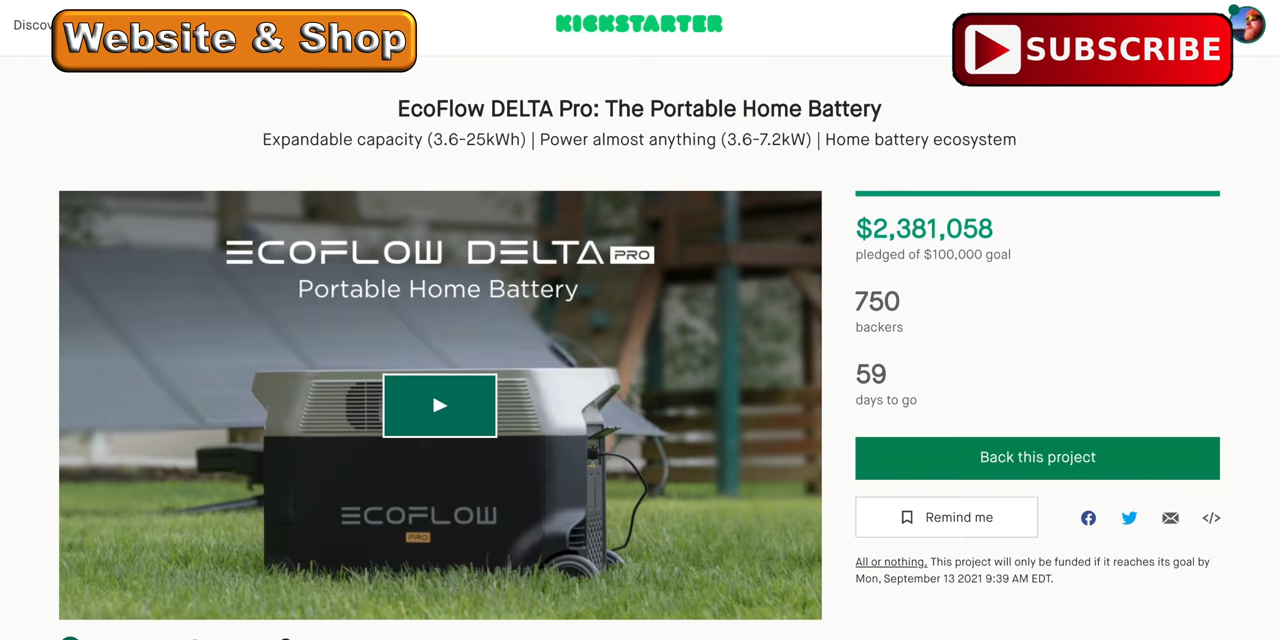 Discov
Website & Shop
KICKSTARTER
SUBSCRIBE
EcoFlow DELTA Pro: The Portable Home Battery
Expandable capacity (3.6-25kWh) | Power almost anything (3.6-7.2kW) | Home battery ecosystem
ECOFLOW DELTA PRO
Portable Home Battery
ECOFLOW
PRO
$2,381,058
pledged of $100,000 goal
750
backers
59
days to go
Back this project
Remind me
</>
All or nothing. This project will only be funded if it reaches its goal by
Mon, September 13 2021 9:39 AM EDT.